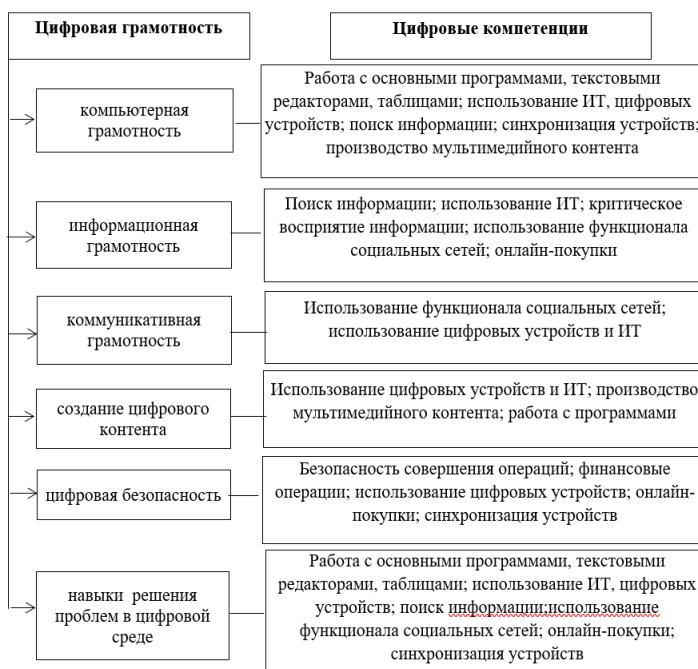 Цифровая грамотность
Цифровые компетенции
компьютерная
грамотность
Работа с основными программами, текстовыми
редакторами, таблицами; использование ИТ, цифровых
устройств; поиск информации; синхронизация устройств;
производство мультимедийного контента
информационная
грамотность
Поиск информации; использование ИТ; критическое
восприятие информации; использование функционала
социальных сетей; онлайн-покупки
коммуникативная
грамотность
Использование функционала социальных сетей;
использование цифровых устройств и ИТ
создание цифрового
контента
Использование цифровых устройств и ИТ; производство
мультимедийного контента; работа с программами
цифровая безопасность
Безопасность совершения операций; финансовые
операции; использование цифровых устройств; онлайн-
покупки; синхронизация устройств
навыки решения
проблем в цифровой
среде
Работа с основными программами, текстовыми
редакторами, таблицами; использование ИТ, цифровых
устройств; поиск информации;использование
функционала социальных сетей; онлайн-покупки;
синхронизация устройств